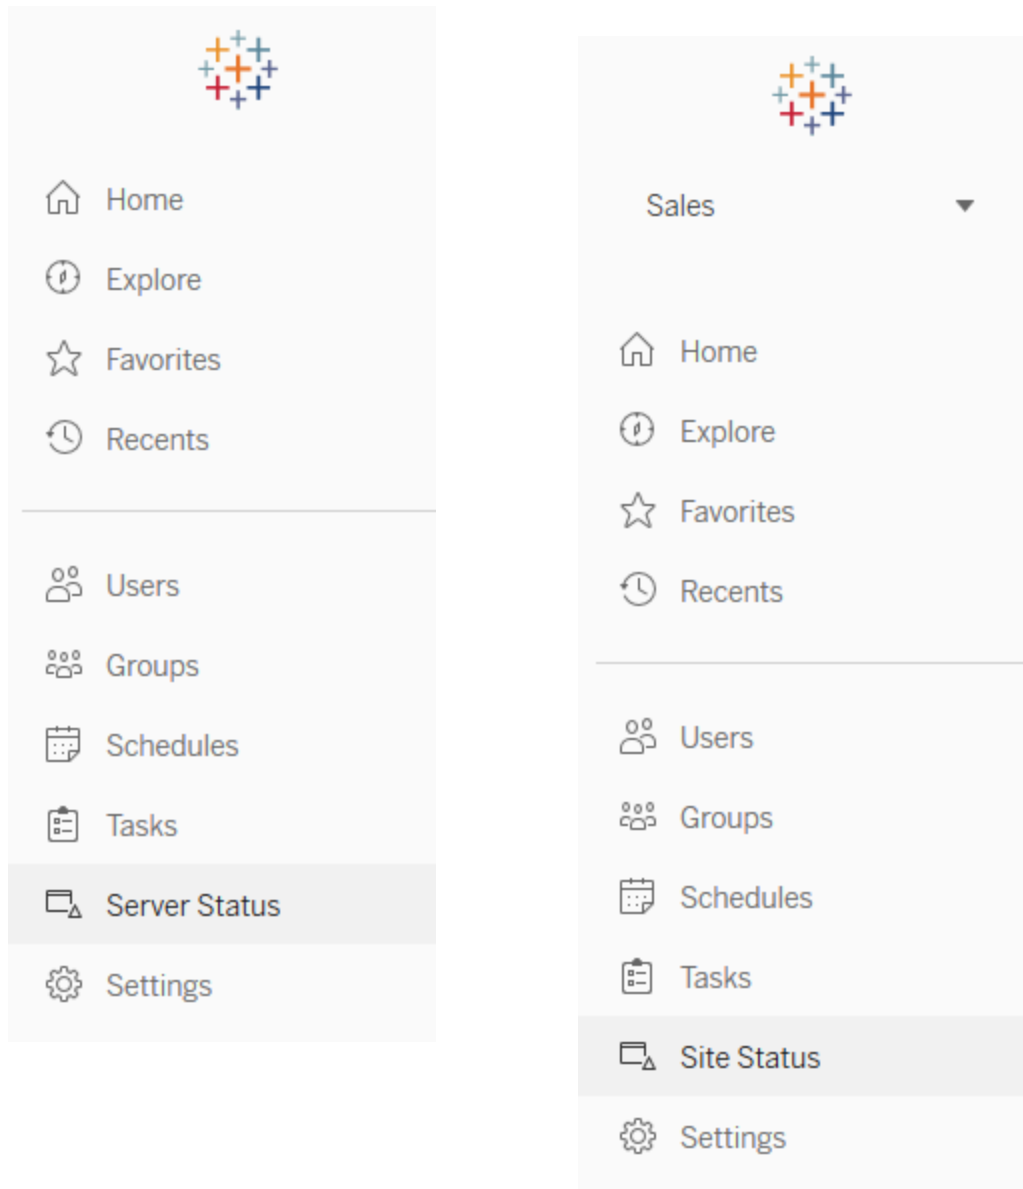 Home
Explore
Favorites
Recents
Users
Groups
Schedules
Tasks
Server Status
Settings
Sales
Home
Explore
Favorites
Recents
Users
Groups
Schedules
Tasks
Site Status
Settings